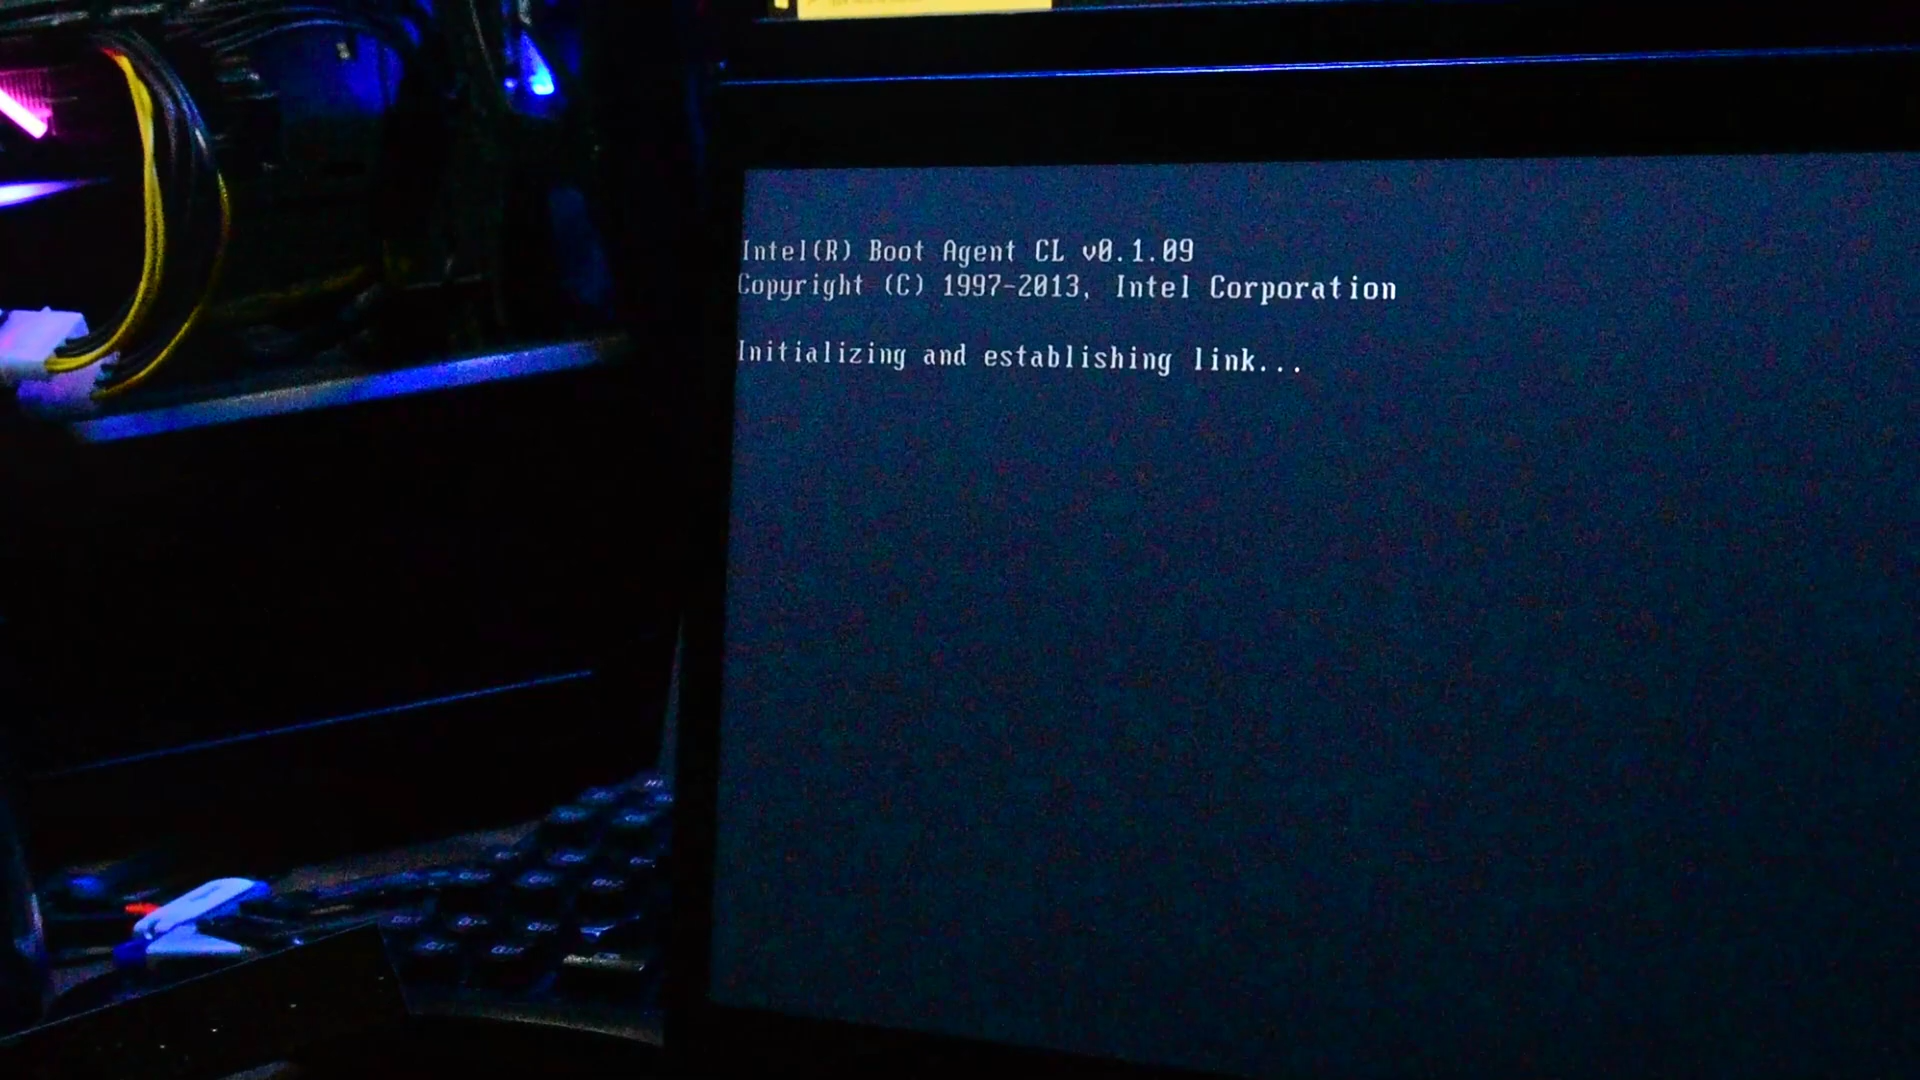 Intel(R) Boot Agent CL v0.1.09
Copyright (C) 1997-2013, Intel Corporation
Initializing and establishing link...